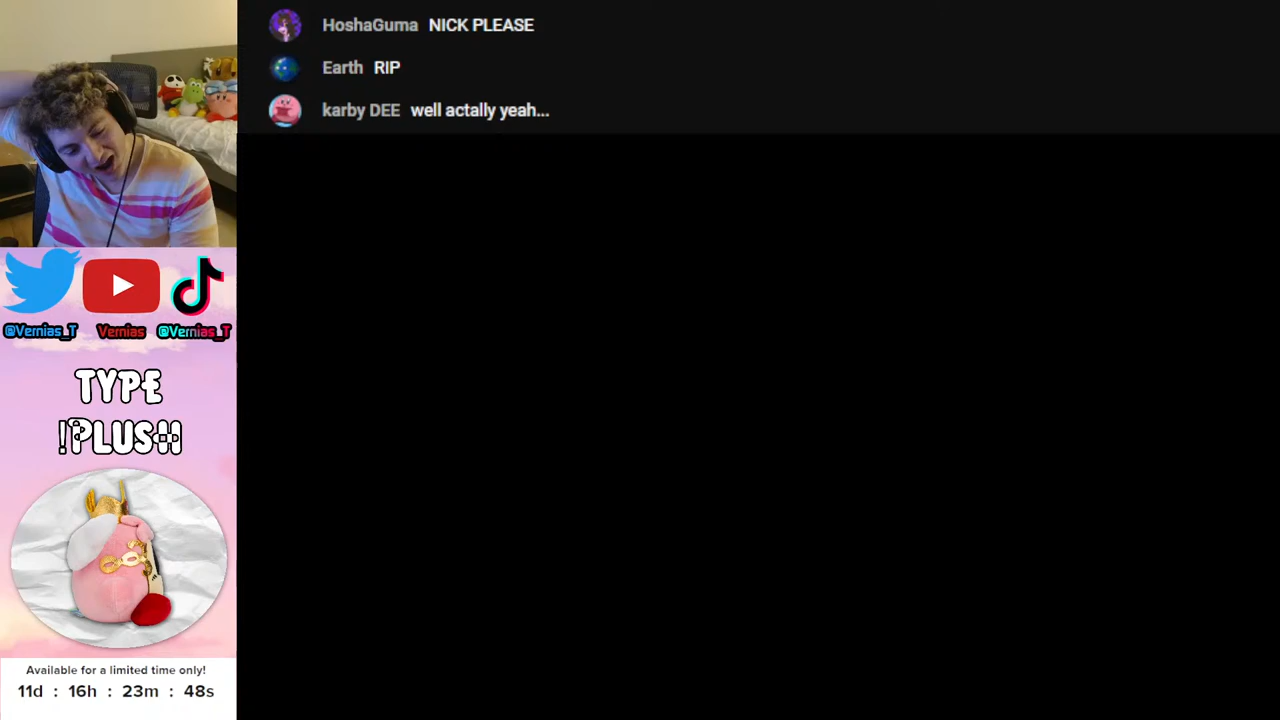 HoshaGuma NICK PLEASE
Earth RIP
karby DEE well actally yeah...
@Vernias_T Vernias @Vernias_T
TYPE
!PLUSH
Available for a limited time only!
11d : 16h : 23m : 48s